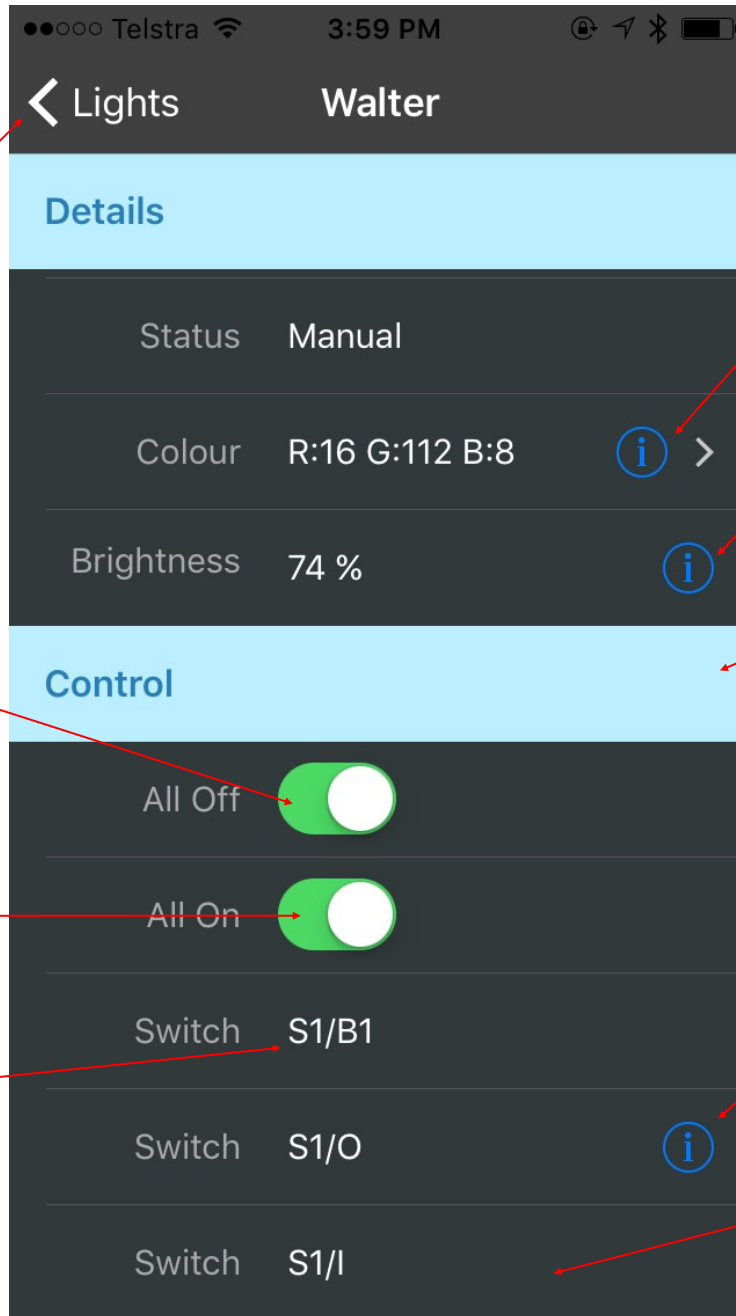 Telstra 3:59 PM
Lights Walter
Details
Status Manual
Colour R:16 G:112 B:8 i
Brightness 74 % i
Control
All Off
All On
Switch S1/B1
Switch S1/O i
Switch S1/I